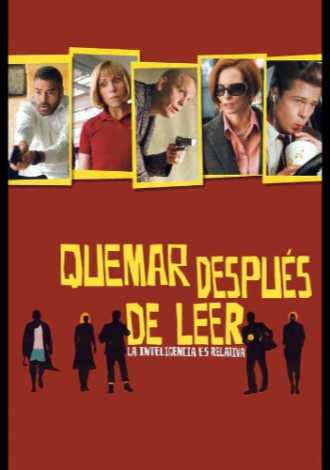 QUEMAR DESPUÉS
DE LEER.
LA INTELIGENCIA ES RELATIVA